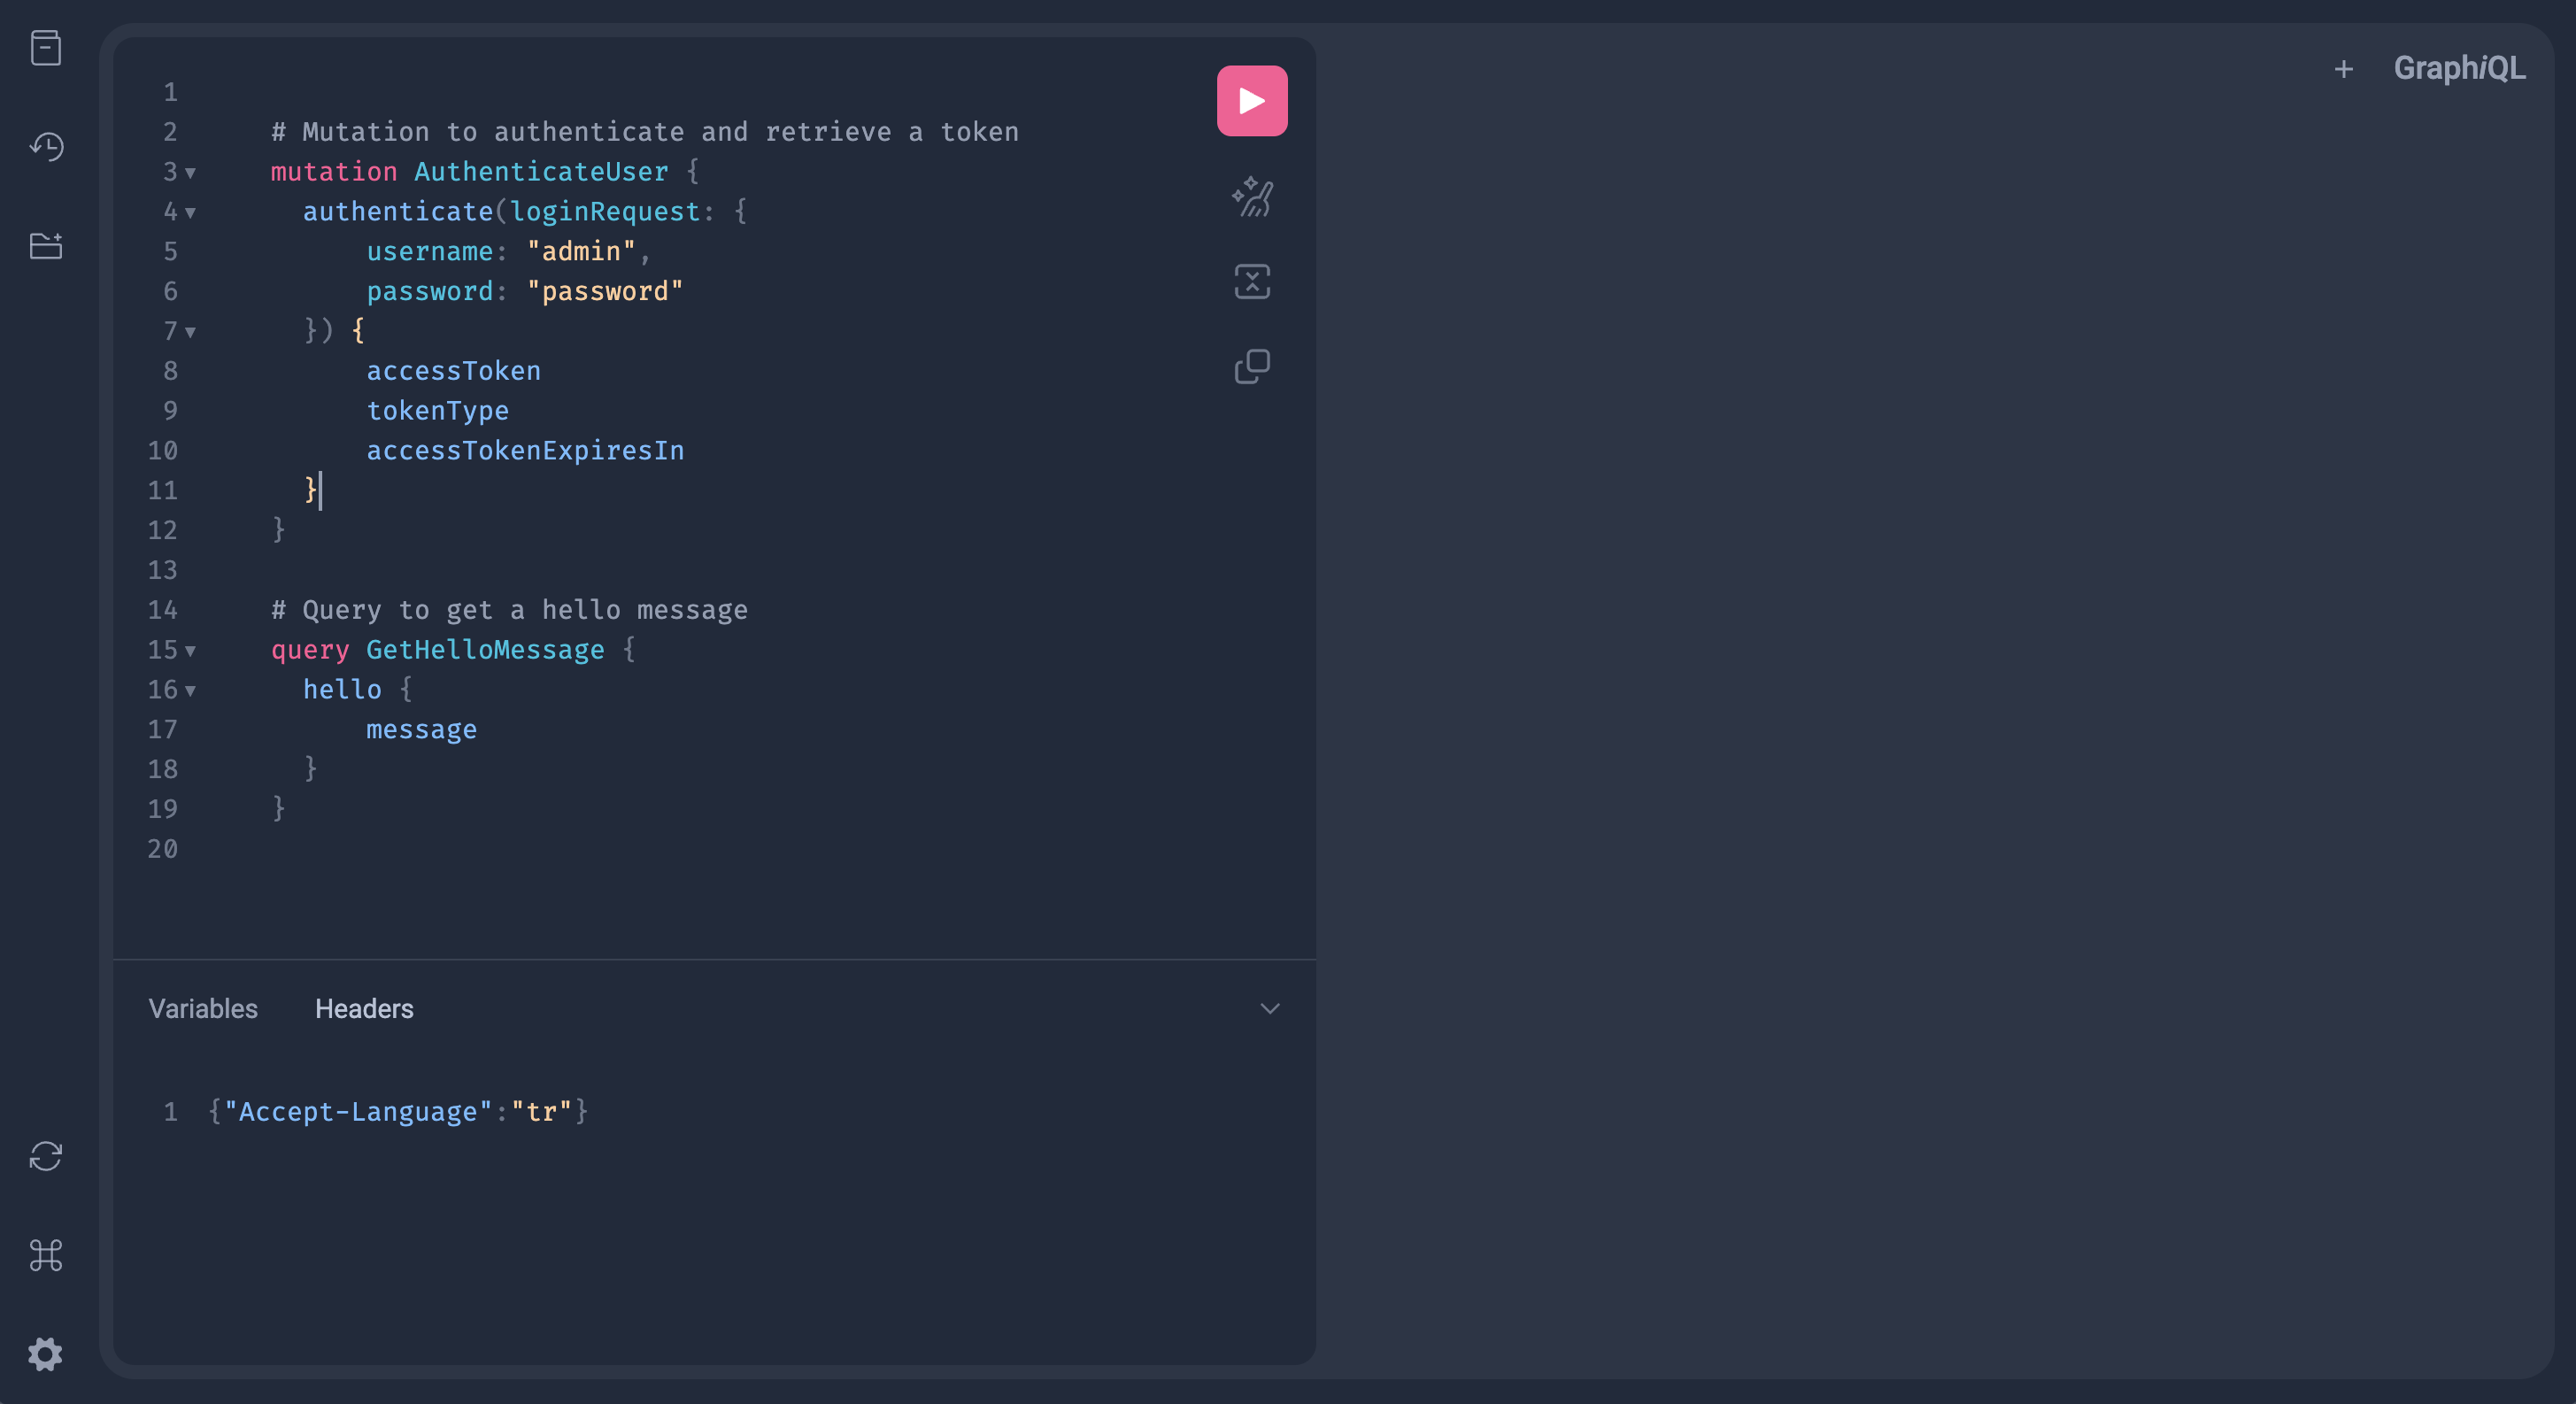 GraphiQL
1
2 # Mutation to authenticate and retrieve a token
3 mutation AuthenticateUser {
4 authenticate(loginRequest: {
5 username: "admin",
6 password: "password"
7 }) {
8 accessToken
9 tokenType
10 accessTokenExpiresIn
11 }
12 }
13
14 # Query to get a hello message
15 query GetHelloMessage {
16 hello {
17 message
18 }
19 }
20
Variables Headers
1 {"Accept-Language":"tr"}